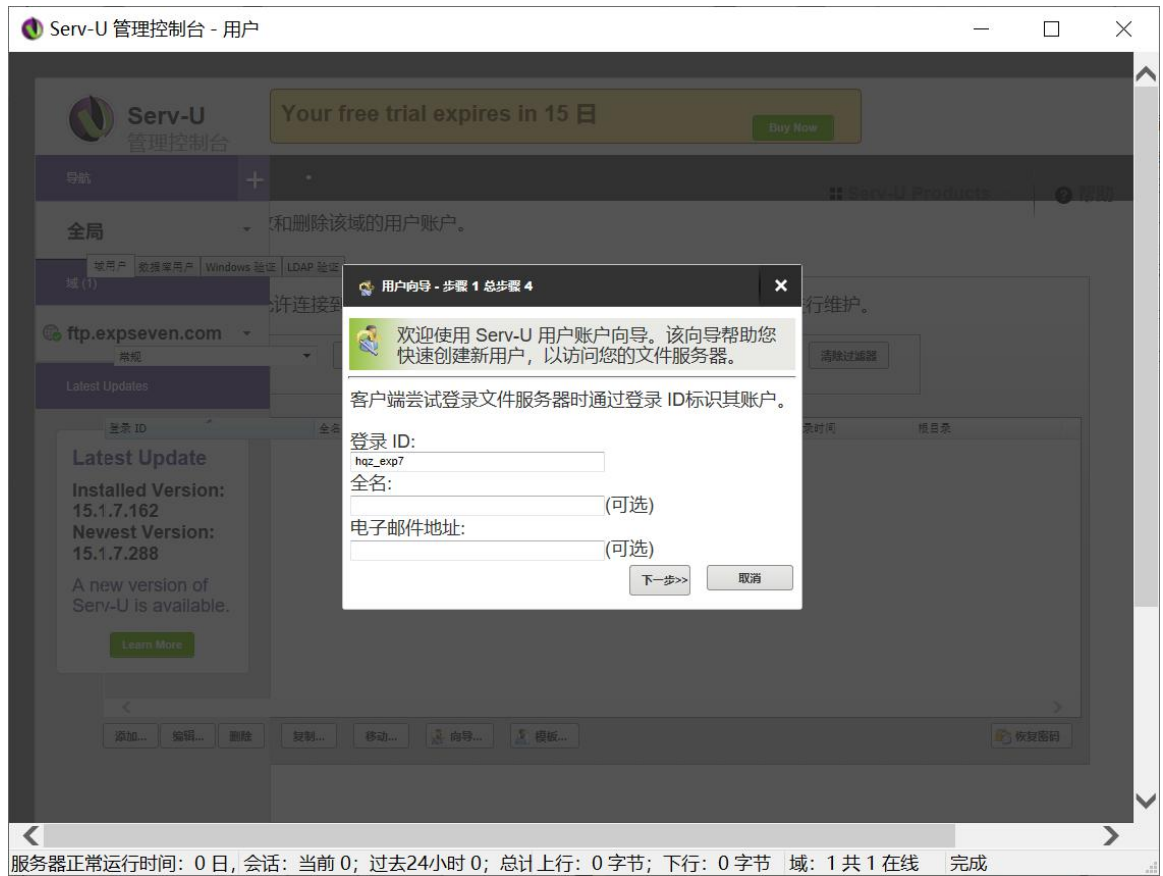 Serv-U 管理控制台 - 用户
Serv-U
管理控制台
Your free trial expires in 15 日
Buy Now
导航
Serv-U Products
帮助
全局
和删除该域的用户账户。
域用户 数据库用户 Windows 验证 LDAP 验证
域 (1)
许连接到
行维护。
ftp.expseven.com
常规
清除过滤器
Latest Updates
登录 ID
全名
录时间
根目录
Latest Update
Installed Version:
15.1.7.162
Newest Version:
15.1.7.288
A new version of
Serv-U is available.
Learn More
用户向导 - 步骤 1 总步骤 4
欢迎使用 Serv-U 用户账户向导。该向导帮助您
快速创建新用户，以访问您的文件服务器。
客户端尝试登录文件服务器时通过登录 ID标识其账户。
登录 ID:
hqz_exp7
全名:
(可选)
电子邮件地址:
(可选)
下一步>> 取消
添加... 编辑... 删除 复制... 移动... 向导... 模板... 恢复密码
服务器正常运行时间：0 日, 会话：当前 0；过去24小时 0；总计上行：0 字节；下行：0 字节 域：1 共 1 在线 完成